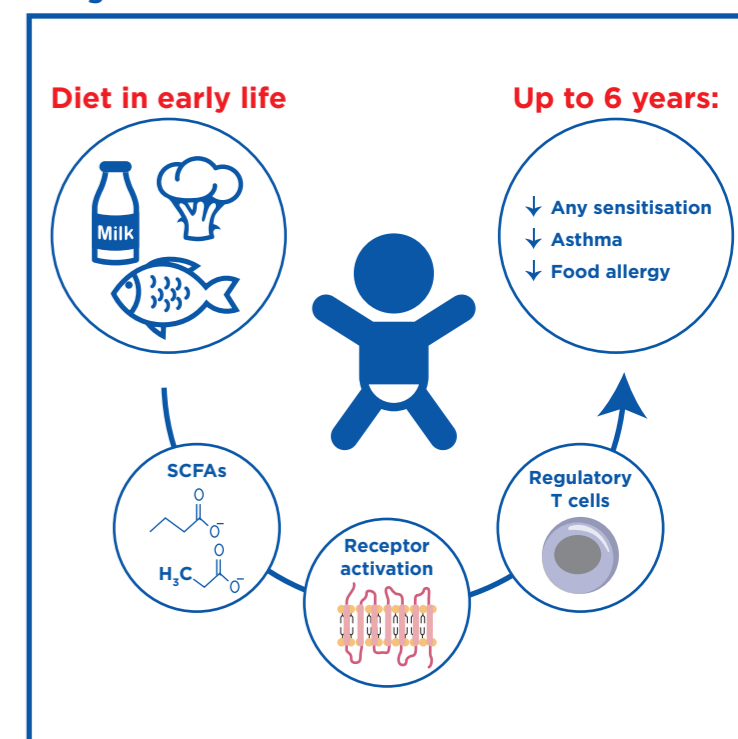 Diet in early life
Up to 6 years:
Milk
↓ Any sensitisation
↓ Asthma
↓ Food allergy
SCFAs
O
O⁻
O
H₃C
O⁻
Receptor
activation
Regulatory
T cells